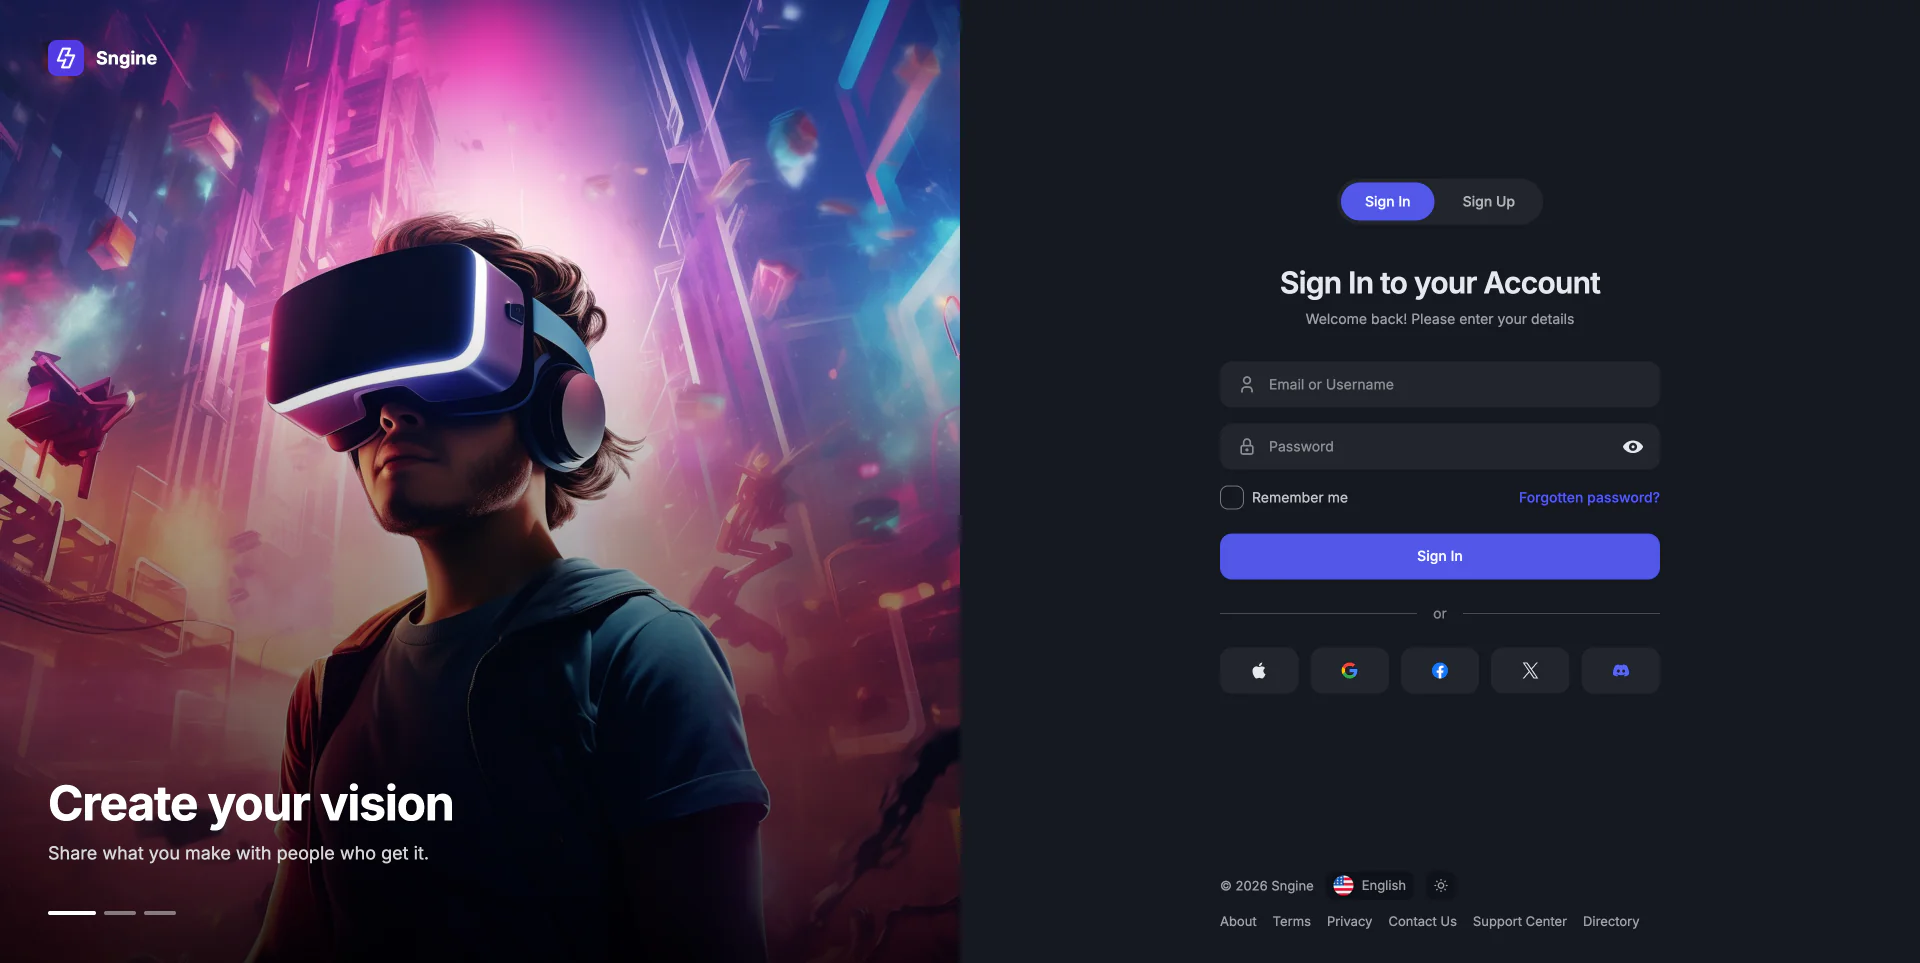 Sngine
Create your vision
Share what you make with people who get it.
Sign In
Sign Up
Sign In to your Account
Welcome back! Please enter your details
Email or Username
Password
Remember me
Forgotten password?
Sign In
or
© 2026 Sngine
English
About
Terms
Privacy
Contact Us
Support Center
Directory